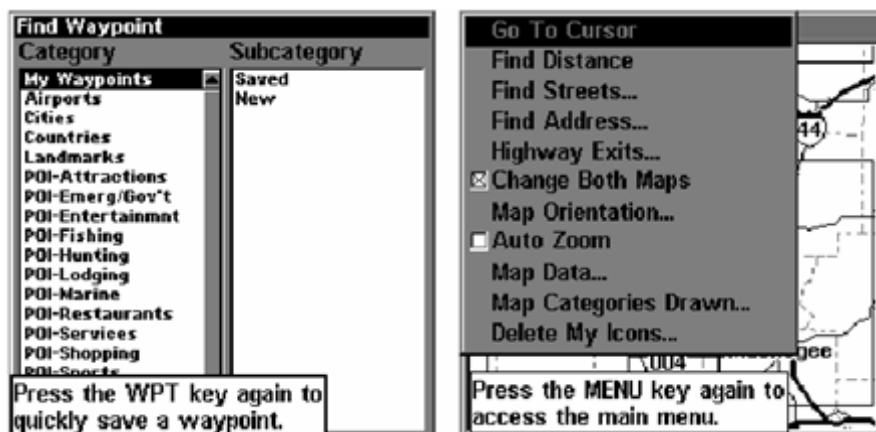 Find Waypoint
Category
Subcategory
My Waypoints
Airports
Cities
Countries
Landmarks
POI-Attractions
POI-Emerg/Gov't
POI-Entertainmnt
POI-Fishing
POI-Hunting
POI-Lodging
POI-Marine
POI-Restaurants
POI-Services
POI-Shopping
POI-Sports
Saved
New
Press the WPT key again to
quickly save a waypoint.
Go To Cursor
Find Distance
Find Streets...
Find Address...
Highway Exits...
Change Both Maps
Map Orientation...
Auto Zoom
Map Data...
Map Categories Drawn...
Delete My Icons...
44
gee
Press the MENU key again to
access the main menu.